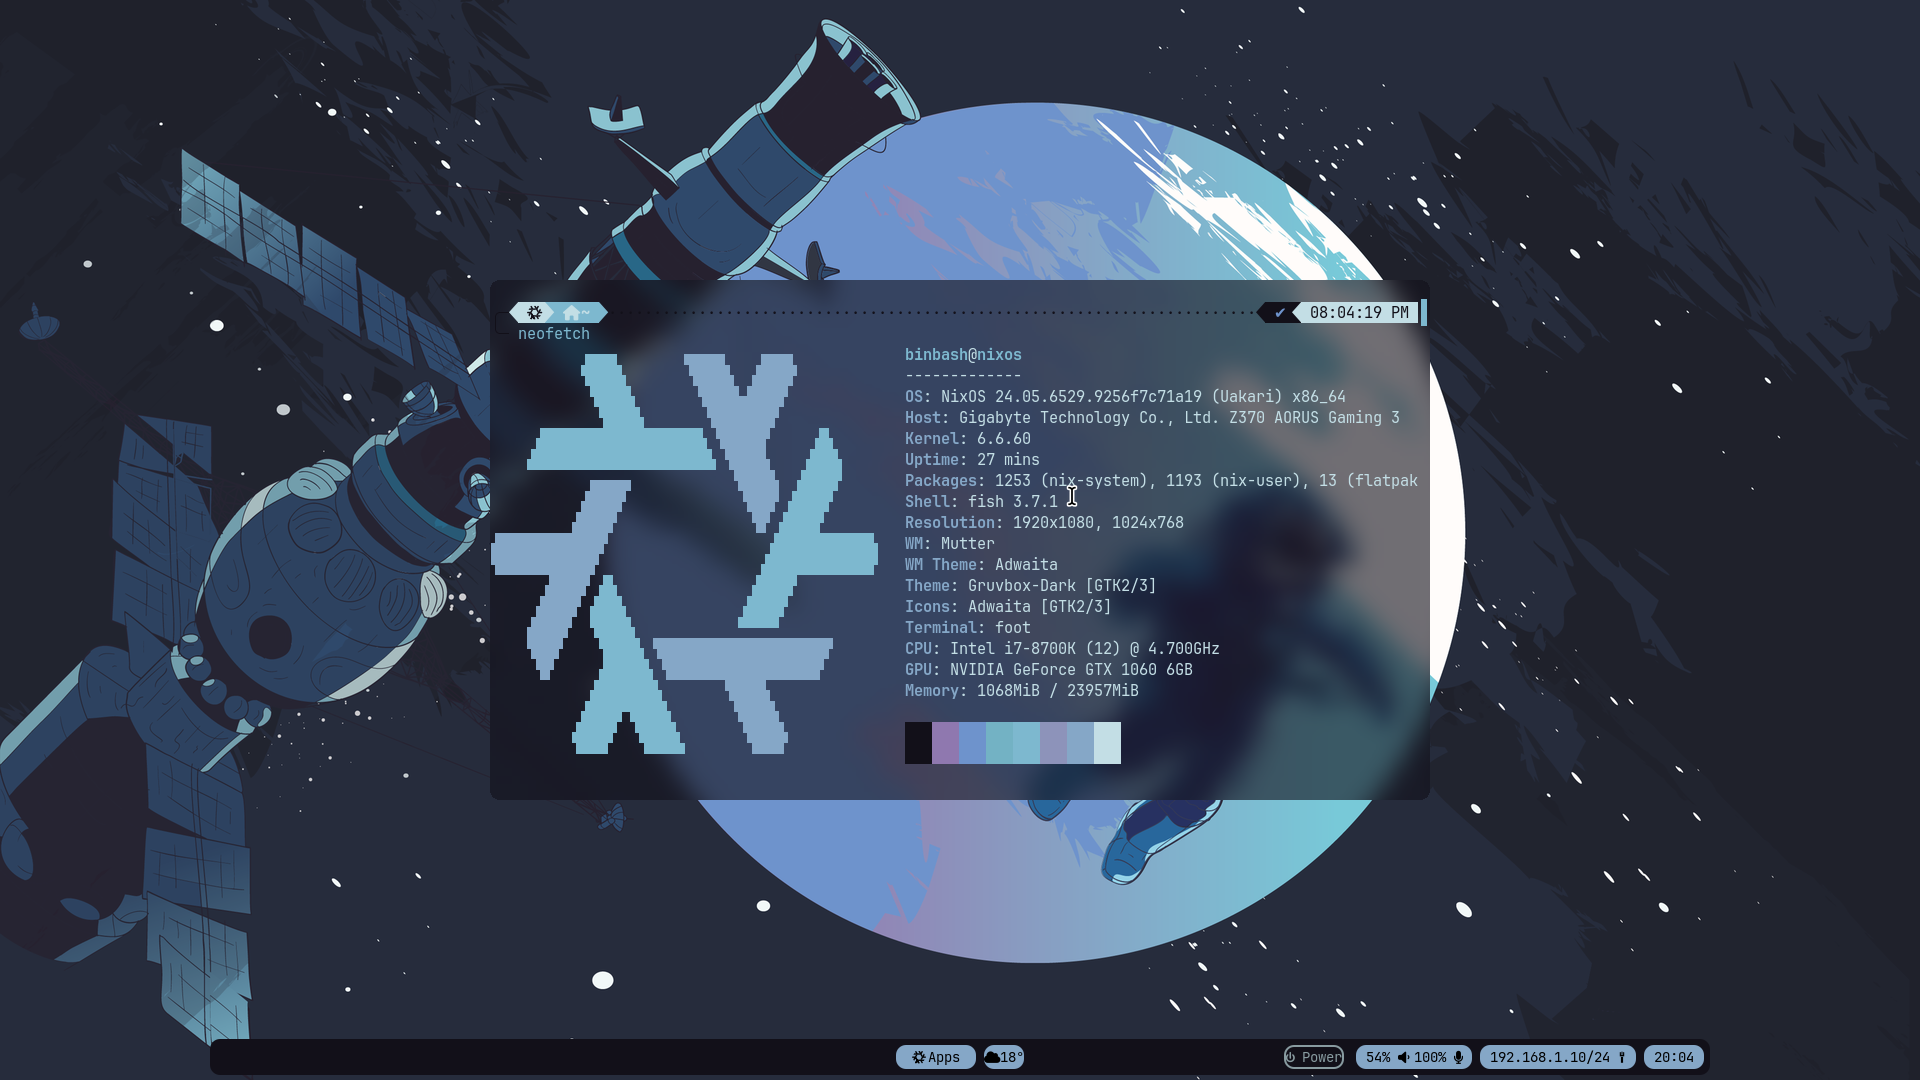 ~
08:04:19 PM
neofetch
binbash@nixos
-------------
OS: NixOS 24.05.6529.9256f7c71a19 (Uakari) x86_64
Host: Gigabyte Technology Co., Ltd. Z370 AORUS Gaming 3
Kernel: 6.6.60
Uptime: 27 mins
Packages: 1253 (nix-system), 1193 (nix-user), 13 (flatpak
Shell: fish 3.7.1
Resolution: 1920x1080, 1024x768
WM: Mutter
WM Theme: Adwaita
Theme: Gruvbox-Dark [GTK2/3]
Icons: Adwaita [GTK2/3]
Terminal: foot
CPU: Intel i7-8700K (12) @ 4.700GHz
GPU: NVIDIA GeForce GTX 1060 6GB
Memory: 1068MiB / 23957MiB
Apps 18° Power 54% 100% 192.168.1.10/24 20:04